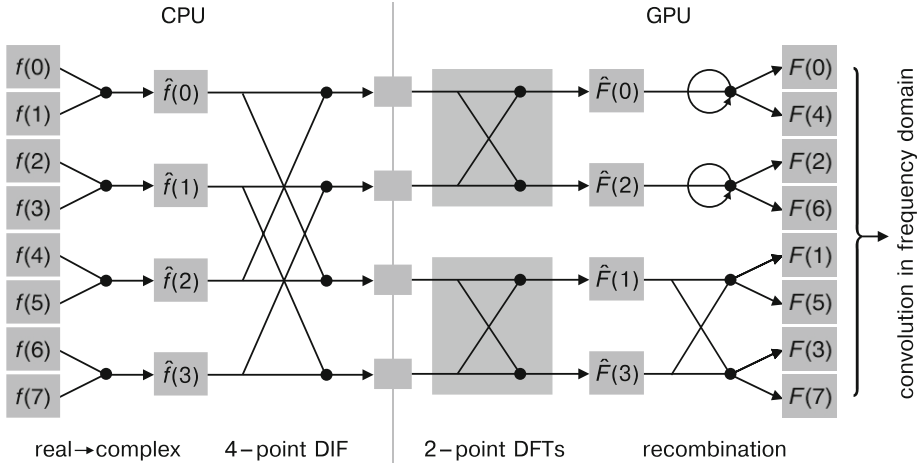 CPU
GPU
f(0)
f(1)
f(2)
f(3)
f(4)
f(5)
f(6)
f(7)
f̂(0)
f̂(1)
f̂(2)
f̂(3)
F̂(0)
F̂(2)
F̂(1)
F̂(3)
F(0)
F(4)
F(2)
F(6)
F(1)
F(5)
F(3)
F(7)
convolution in frequency domain
real→complex
4–point DIF
2–point DFTs
recombination